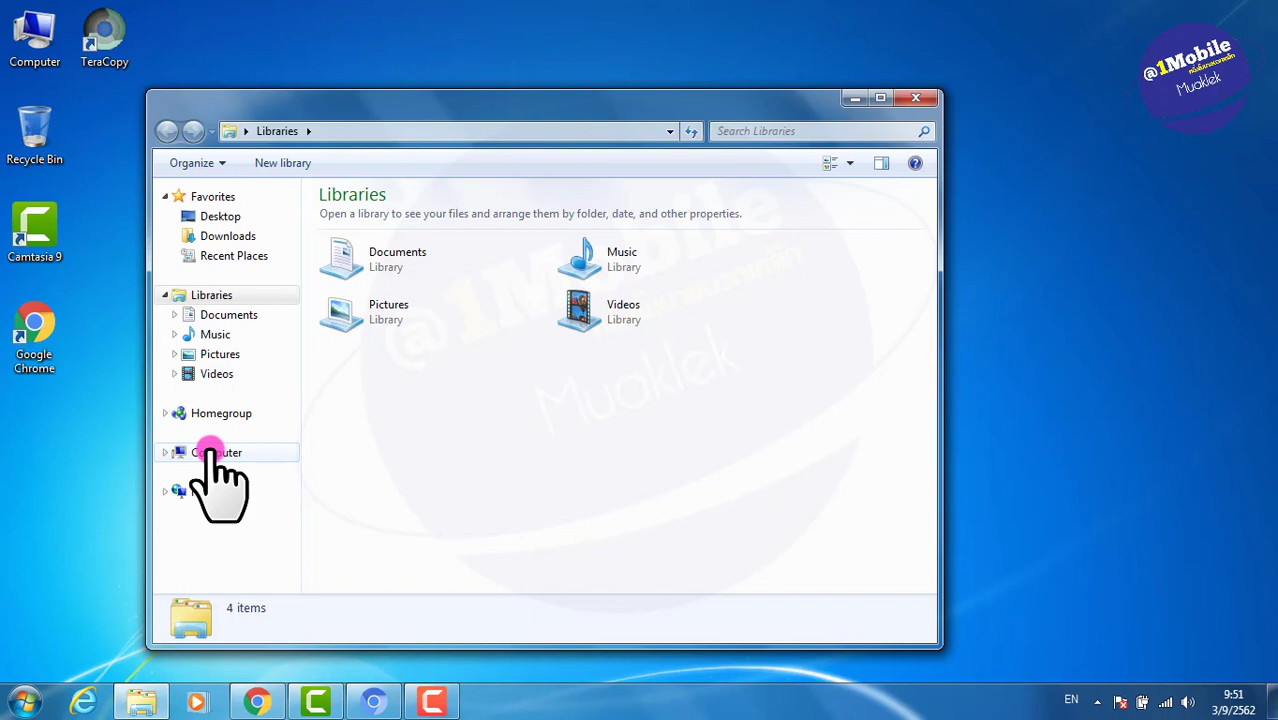 Computer
TeraCopy
Recycle Bin
Camtasia 9
Google
Chrome
@1Mobile
Muoklek
Libraries
Search Libraries
Organize
New library
Favorites
Desktop
Downloads
Recent Places
Libraries
Documents
Music
Pictures
Videos
Homegroup
Computer
Libraries
Open a library to see your files and arrange them by folder, date, and other properties.
Documents
Library
Music
Library
Pictures
Library
Videos
Library
@1Mobile
Muoklek
4 items
EN
9:51
3/9/2562